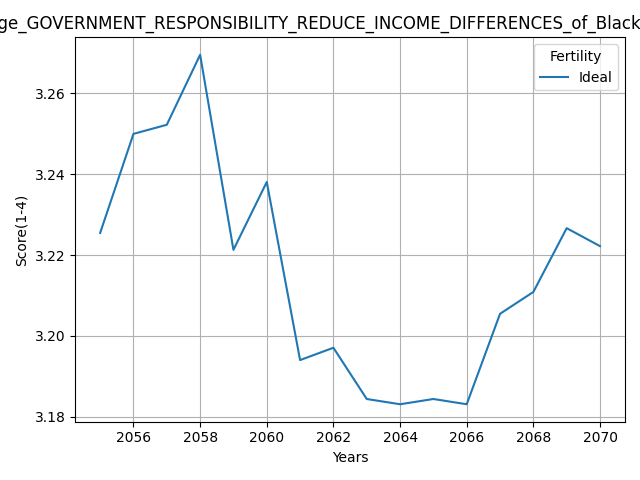 ge_GOVERNMENT_RESPONSIBILITY_REDUCE_INCOME_DIFFERENCES_of_Black
Fertility
Ideal
3.26
3.24
3.22
3.20
3.18
Score(1-4)
2056 2058 2060 2062 2064 2066 2068 2070
Years